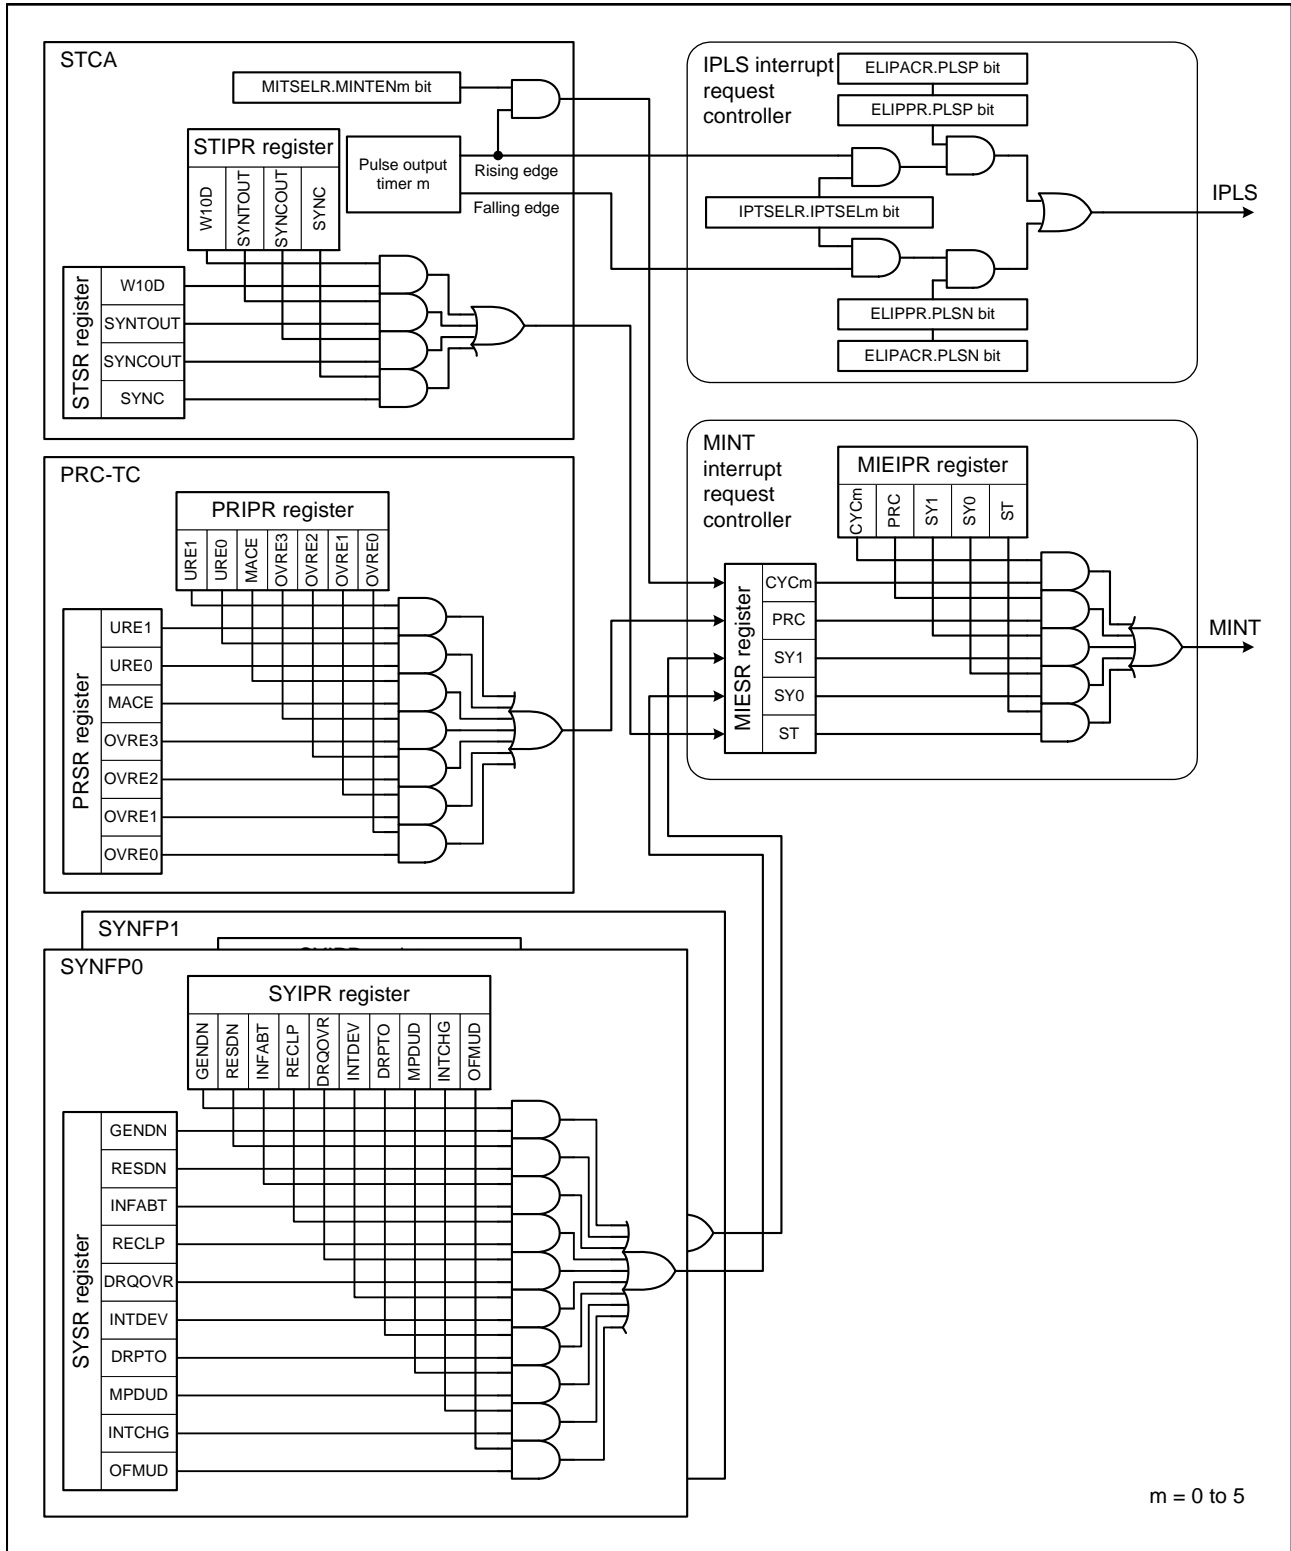 STCA
MITSELR.MINTENm bit
STIPR register
W10D
SYNTOUT
SYNCOUT
SYNC
Pulse output
timer m
Rising edge
Falling edge
STSR register
W10D
SYNTOUT
SYNCOUT
SYNC
IPLS interrupt
request
controller
ELIPACR.PLSP bit
ELIPPR.PLSP bit
IPTSELR.IPTSELm bit
ELIPPR.PLSN bit
ELIPACR.PLSN bit
IPLS
PRC-TC
PRIPR register
URE1
URE0
MACE
OVRE3
OVRE2
OVRE1
OVRE0
PRSR register
URE1
URE0
MACE
OVRE3
OVRE2
OVRE1
OVRE0
MINT
interrupt
request
controller
MIEIPR register
CYCm
PRC
SY1
SY0
ST
MIESR register
CYCm
PRC
SY1
SY0
ST
MINT
SYNFP1
SYNFP0
SYIPR register
GENDN
RESDN
INFABT
RECLP
DRQOVR
INTDEV
DRPTO
MPDUD
INTCHG
OFMUD
SYSR register
GENDN
RESDN
INFABT
RECLP
DRQOVR
INTDEV
DRPTO
MPDUD
INTCHG
OFMUD
m = 0 to 5